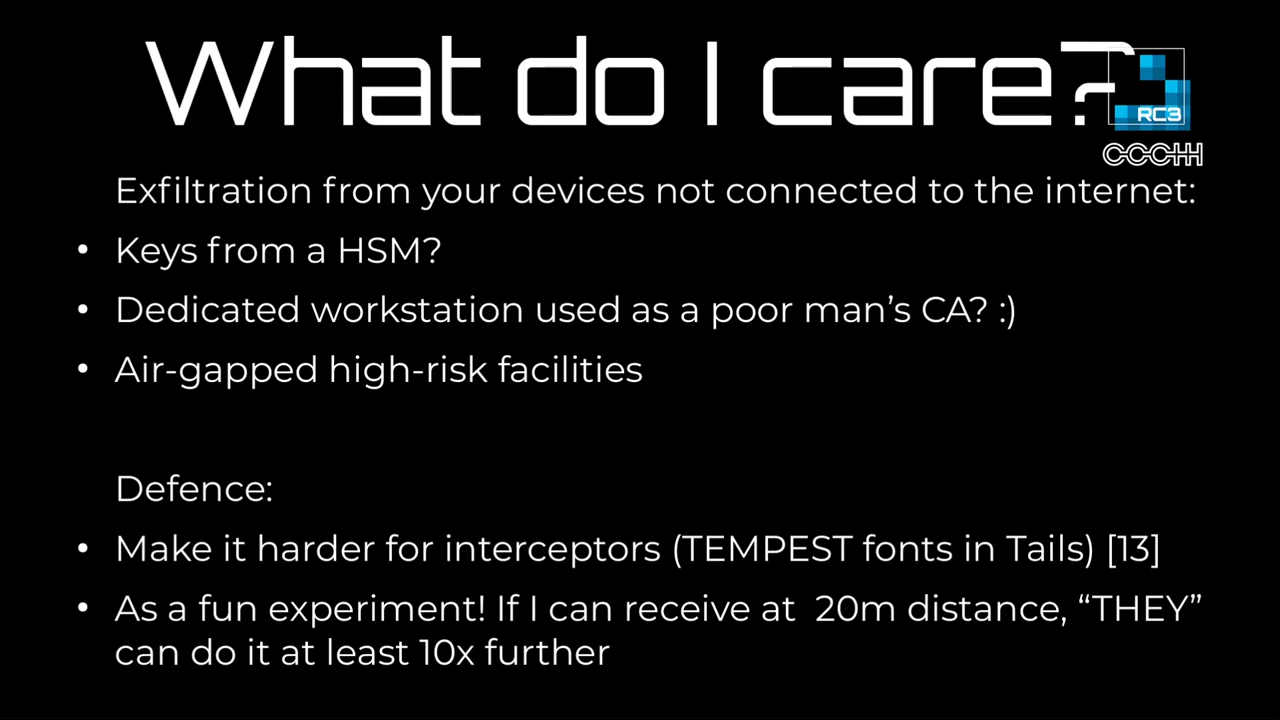 What do I care?
RC3
CCCHH
Exfiltration from your devices not connected to the internet:
• Keys from a HSM?
• Dedicated workstation used as a poor man’s CA? :)
• Air-gapped high-risk facilities
Defence:
• Make it harder for interceptors (TEMPEST fonts in Tails) [13]
• As a fun experiment! If I can receive at  20m distance, “THEY”
can do it at least 10x further